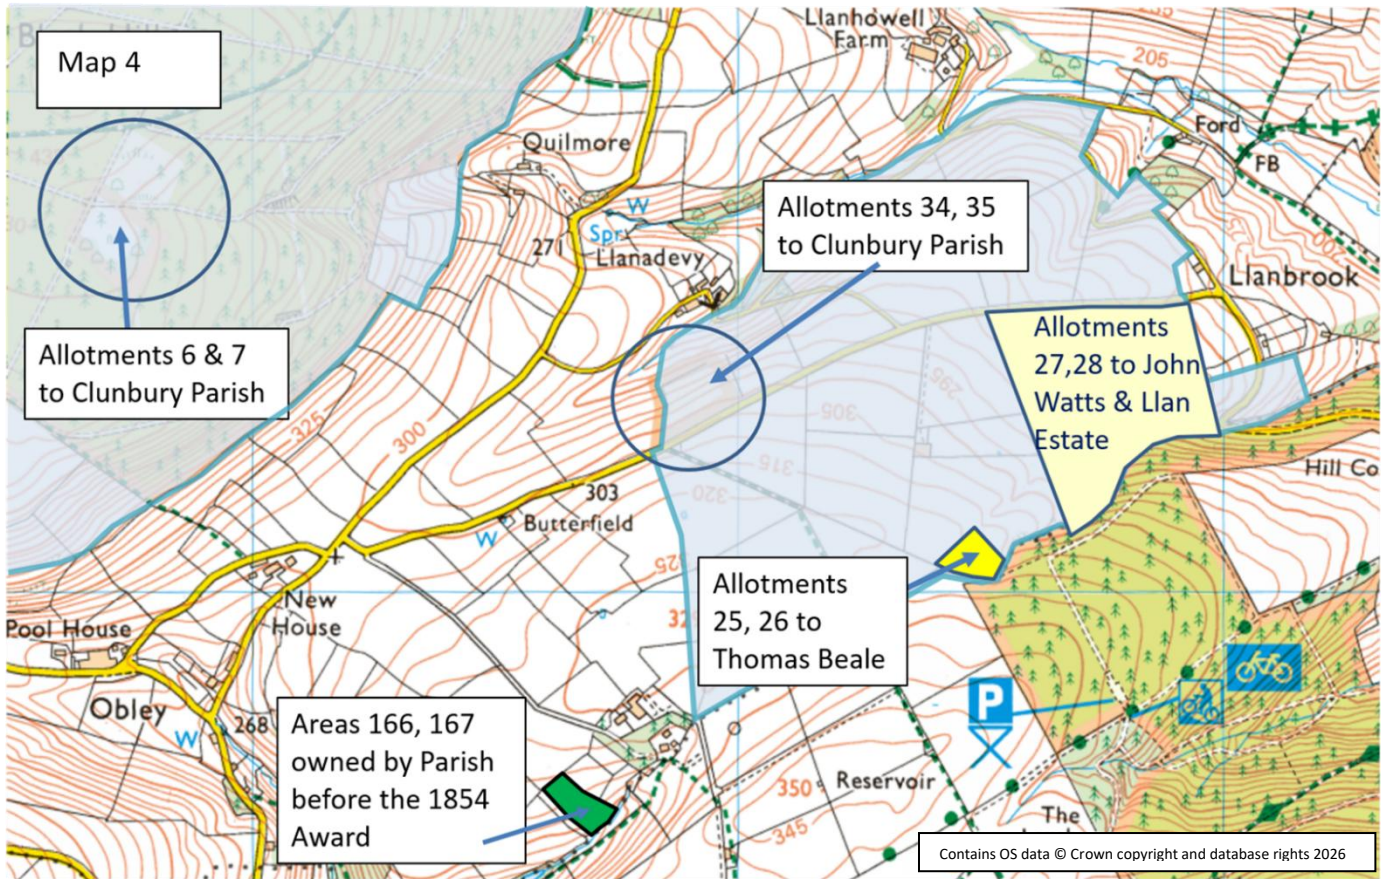 Map 4
Llanhowell
Farm
205
Quilmore
Ford
FB
W
Spr
271
Llanadevy
Allotments 34, 35
to Clunbury Parish
Llanbrook
Allotments 6 & 7
to Clunbury Parish
Allotments
27,28 to John
Watts & Llan
Estate
295
305
315
320
325
300
303
Butterfield
W
Hill Co
New
House
Pool House
Obley
W
268
Allotments
25, 26 to
Thomas Beale
P
Areas 166, 167
owned by Parish
before the 1854
Award
350
Reservoir
345
The
Contains OS data © Crown copyright and database rights 2026